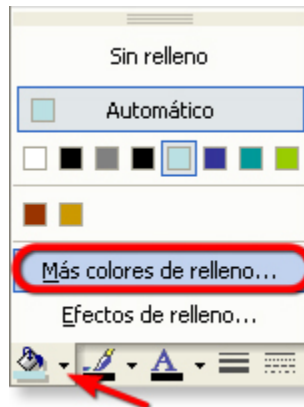 Sin relleno
Automático
Más colores de relleno...
Efectos de relleno...
A